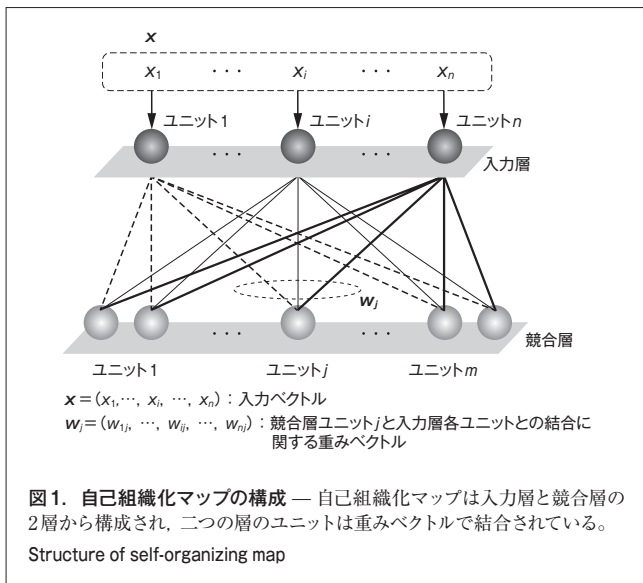 x
x1 ··· xi ··· xn
ユニット1 ユニットi ユニットn
··· ···
入力層
wj
··· ···
競合層
ユニット1 ユニットj ユニットm
x=(x1,…, xi, …, xn)：入力ベクトル
wj=(w1j, …, wij, …, wnj)：競合層ユニットjと入力層各ユニットとの結合に
関する重みベクトル
図1. 自己組織化マップの構成 — 自己組織化マップは入力層と競合層の
2層から構成され，二つの層のユニットは重みベクトルで結合されている。
Structure of self-organizing map